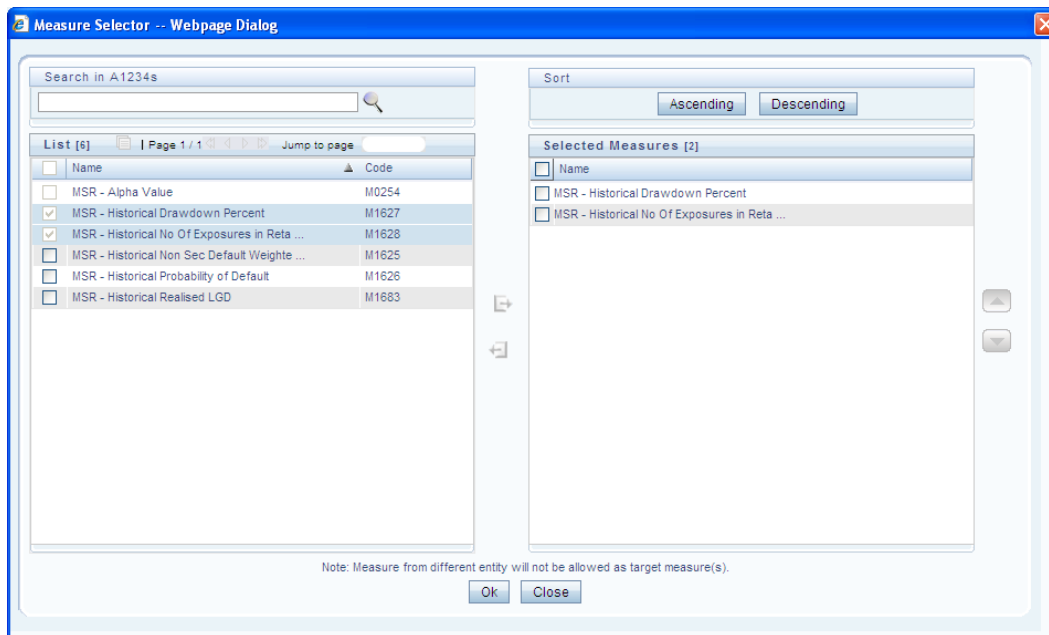 Measure Selector -- Webpage Dialog
Search in A1234s
List [6] | Page 1 / 1 Jump to page
Name Code
MSR - Alpha Value M0254
MSR - Historical Drawdown Percent M1627
MSR - Historical No Of Exposures in Reta ... M1628
MSR - Historical Non Sec Default Weighte ... M1625
MSR - Historical Probability of Default M1626
MSR - Historical Realised LGD M1683
Sort
Ascending Descending
Selected Measures [2]
Name
MSR - Historical Drawdown Percent
MSR - Historical No Of Exposures in Reta ...
Note: Measure from different entity will not be allowed as target measure(s).
Ok Close